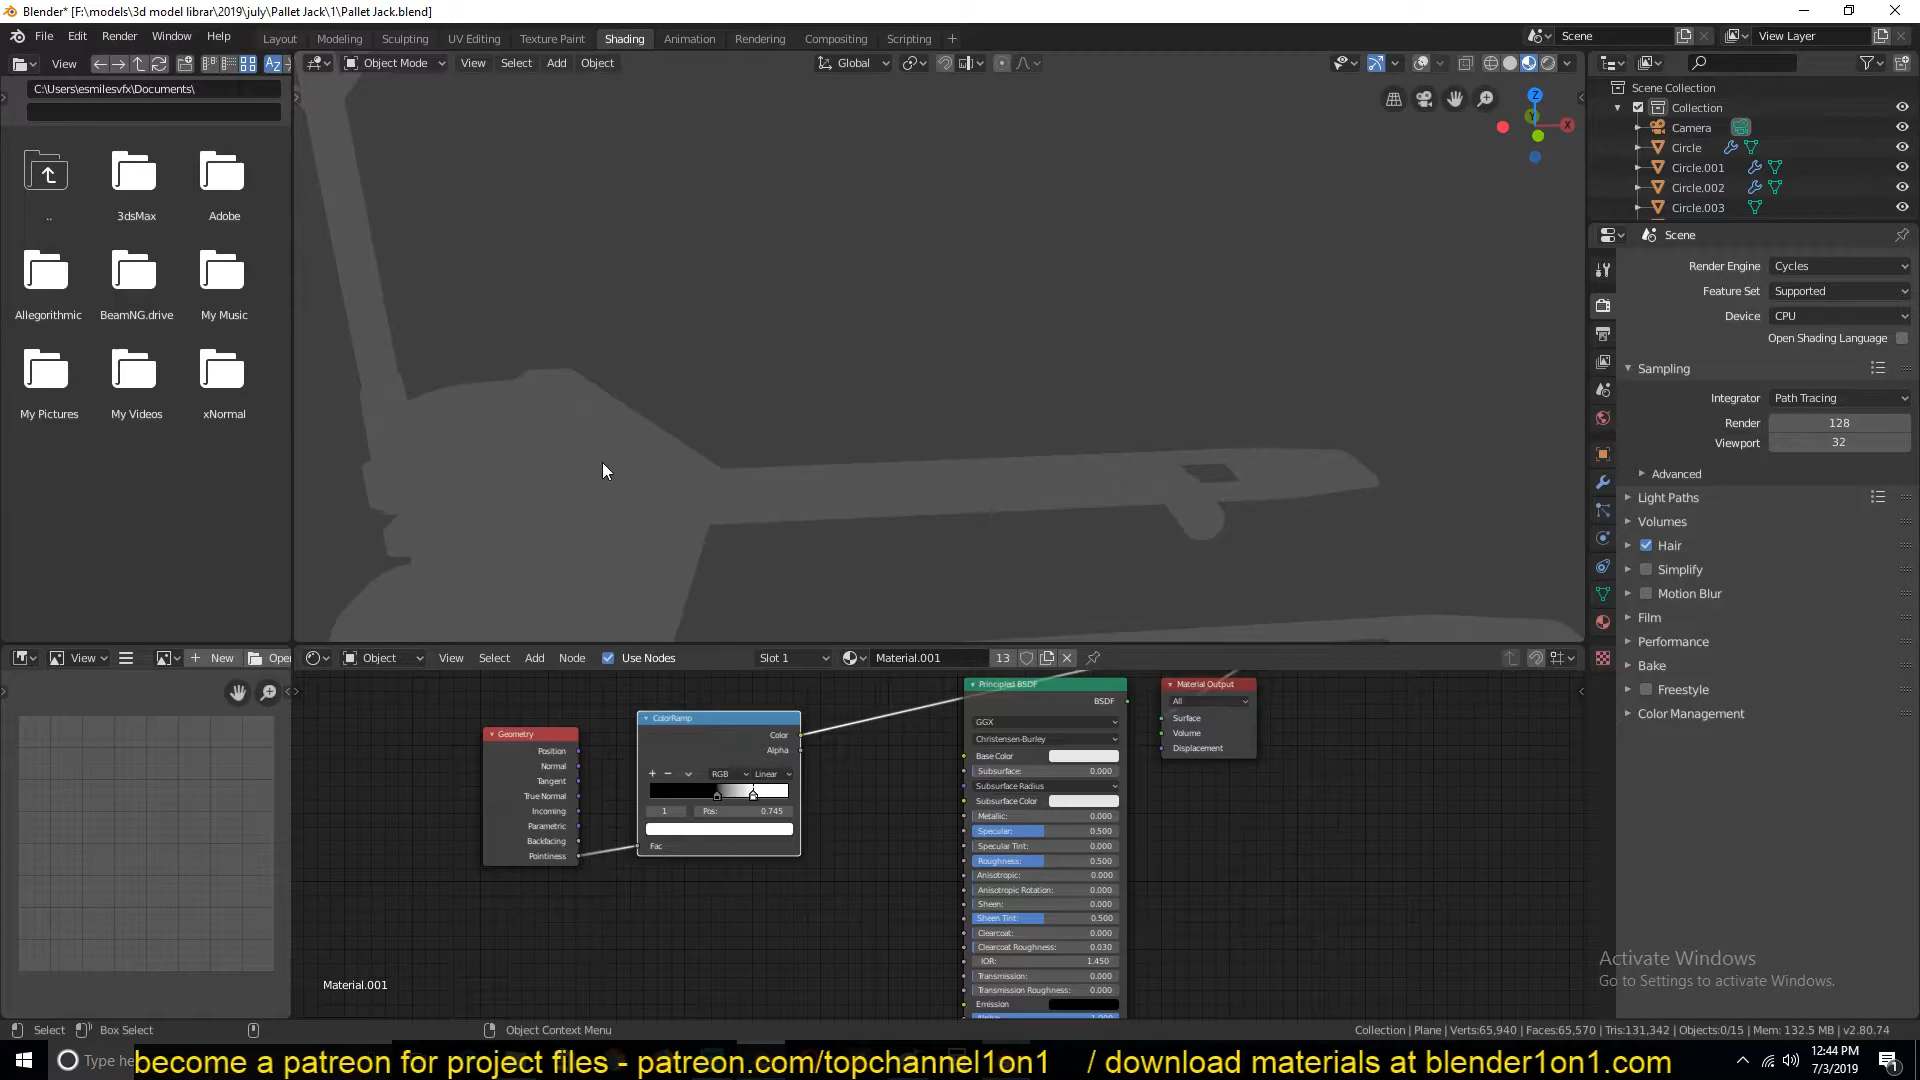 Blender* [F:\models\3d model librar\2019\july\Pallet Jack\1\Pallet Jack.blend]
File Edit Render Window Help
Layout Modeling Sculpting UV Editing Texture Paint Shading Animation Rendering Compositing Scripting
Scene
View Layer
View
C:\Users\esmilesvfx\Documents\
..
3dsMax
Adobe
Allegorithmic
BeamNG.drive
My Music
My Pictures
My Videos
xNormal
Object Mode View Select Add Object
Global
Z
Y
X
Scene Collection
Collection
Camera
Circle
Circle.001
Circle.002
Circle.003
Scene
Render Engine Cycles
Feature Set Supported
Device CPU
Open Shading Language
Sampling
Integrator Path Tracing
Render 128
Viewport 32
Advanced
Light Paths
Volumes
Hair
Simplify
Motion Blur
Film
Performance
Bake
Freestyle
Color Management
View New Open
Object View Select Add Node Use Nodes Slot 1 Material.001 13
Geometry
Position
Normal
Tangent
True Normal
Incoming
Parametric
Backfacing
Pointiness
ColorRamp
Color
Alpha
RGB Linear
1 Pos: 0.745
Fac
Principled BSDF
BSDF
GGX
Christensen-Burley
Base Color
Subsurface: 0.000
Subsurface Radius
Subsurface Color
Metallic: 0.000
Specular: 0.500
Specular Tint: 0.000
Roughness: 0.500
Anisotropic: 0.000
Anisotropic Rotation: 0.000
Sheen: 0.000
Sheen Tint: 0.500
Clearcoat: 0.000
Clearcoat Roughness: 0.030
IOR: 1.450
Transmission: 0.000
Transmission Roughness: 0.000
Emission
Material Output
All
Surface
Volume
Displacement
Material.001
Activate Windows
Go to Settings to activate Windows.
Select Box Select Object Context Menu
Collection | Plane | Verts:65,940 | Faces:65,570 | Tris:131,342 | Objects:0/15 | Mem: 132.5 MB | v2.80.74
Type he
become a patreon for project files - patreon.com/topchannel1on1 / download materials at blender1on1.com
12:44 PM
7/3/2019
1